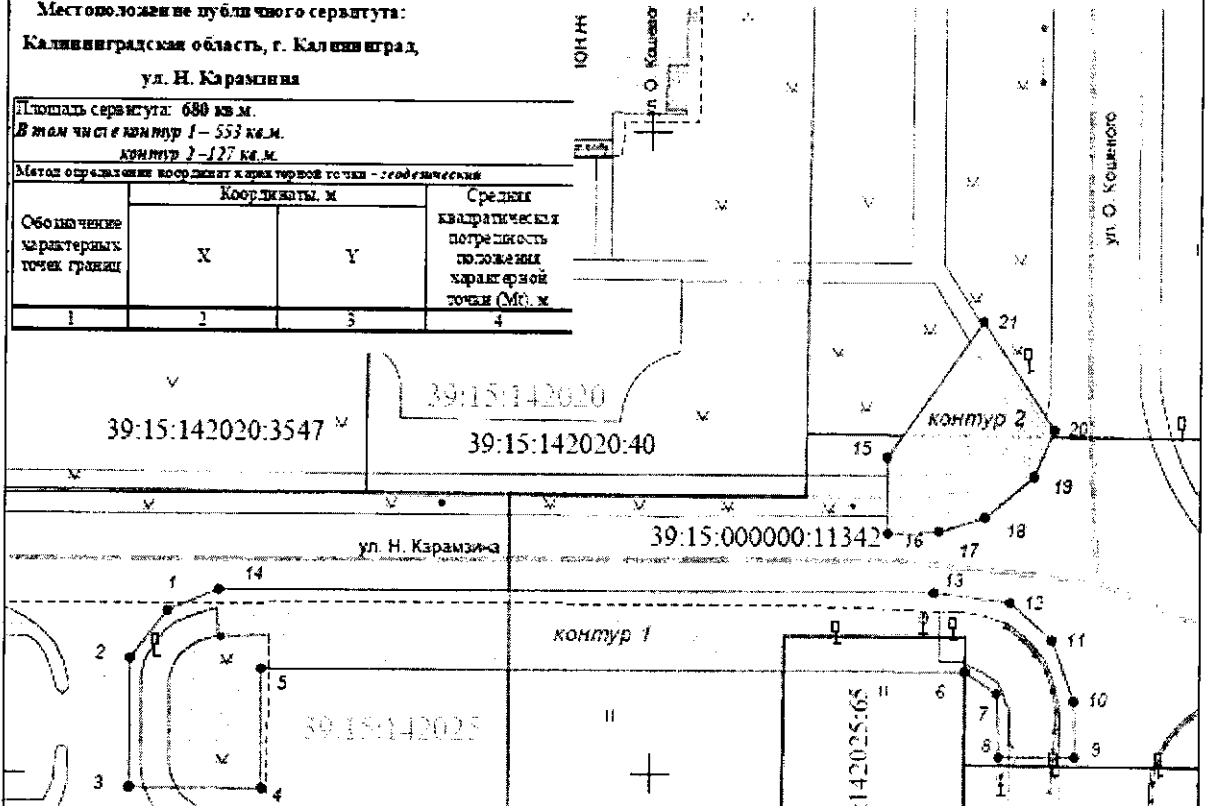 Местоположение публичного сервитута:
Калининградская область, г. Калининград,
ул. Н. Карамзина
Площадь сервитута: 680 кв.м.
В том числе контур 1 – 553 кв.м.
контур 2 –127 кв.м.
Метод определения координат характерной точки - геодезический
Обозначение характерных точек границ
Координаты, м
X
Y
Средняя квадратическая погрешность положения характерной точки (Mt), м
1
2
3
4
ул. О. Кошевого
21
контур 2
20
15
19
18
17
16
39:15:142020
39:15:142020:3547
39:15:142020:40
39:15:000000:11342
ул. Н. Карамзина
14
1
13
12
2
контур 1
11
5
6
7
10
39:15:142025
:142025:65
8
9
3
4